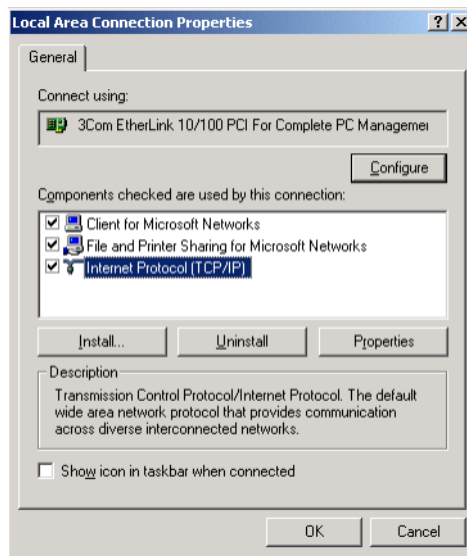 Local Area Connection Properties
General
Connect using:
3Com EtherLink 10/100 PCI For Complete PC Managemer
Configure
Components checked are used by this connection:
Client for Microsoft Networks
File and Printer Sharing for Microsoft Networks
Internet Protocol (TCP/IP)
Install...
Uninstall
Properties
Description
Transmission Control Protocol/Internet Protocol. The default
wide area network protocol that provides communication
across diverse interconnected networks.
Show icon in taskbar when connected
OK
Cancel